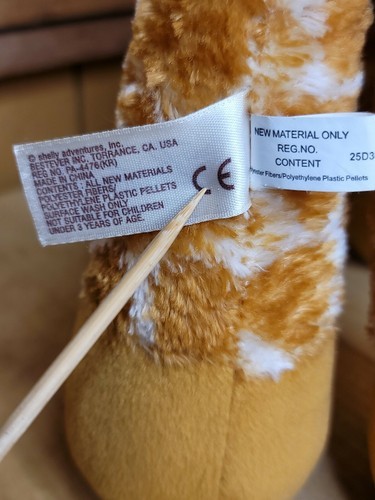 © shelly adventures, Inc.
BESTEVER INC, TORRANCE, CA. USA
REG NO. PA-4476(KR)
MADE IN CHINA
CONTENTS : ALL NEW MATERIALS
POLYESTER FIBERS/
POLYETHYLENE PLASTIC PELLETS
SURFACE WASH ONLY
NOT SUITABLE FOR CHILDREN
UNDER 3 YEARS OF AGE.
CE
NEW MATERIAL ONLY
REG.NO.
CONTENT 25D3
Fibers/Polyethylene Plastic Pellets